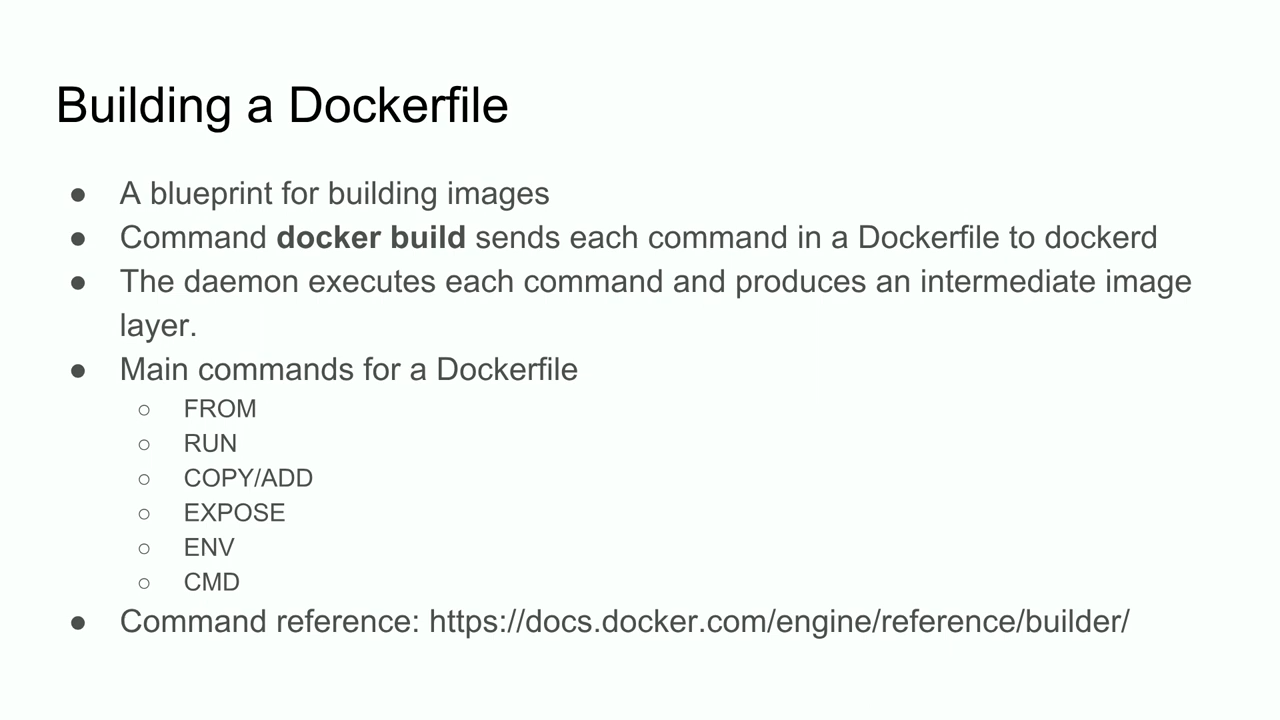 Building a Dockerfile
● A blueprint for building images
● Command docker build sends each command in a Dockerfile to dockerd
● The daemon executes each command and produces an intermediate image
layer.
● Main commands for a Dockerfile
○ FROM
○ RUN
○ COPY/ADD
○ EXPOSE
○ ENV
○ CMD
● Command reference: https://docs.docker.com/engine/reference/builder/